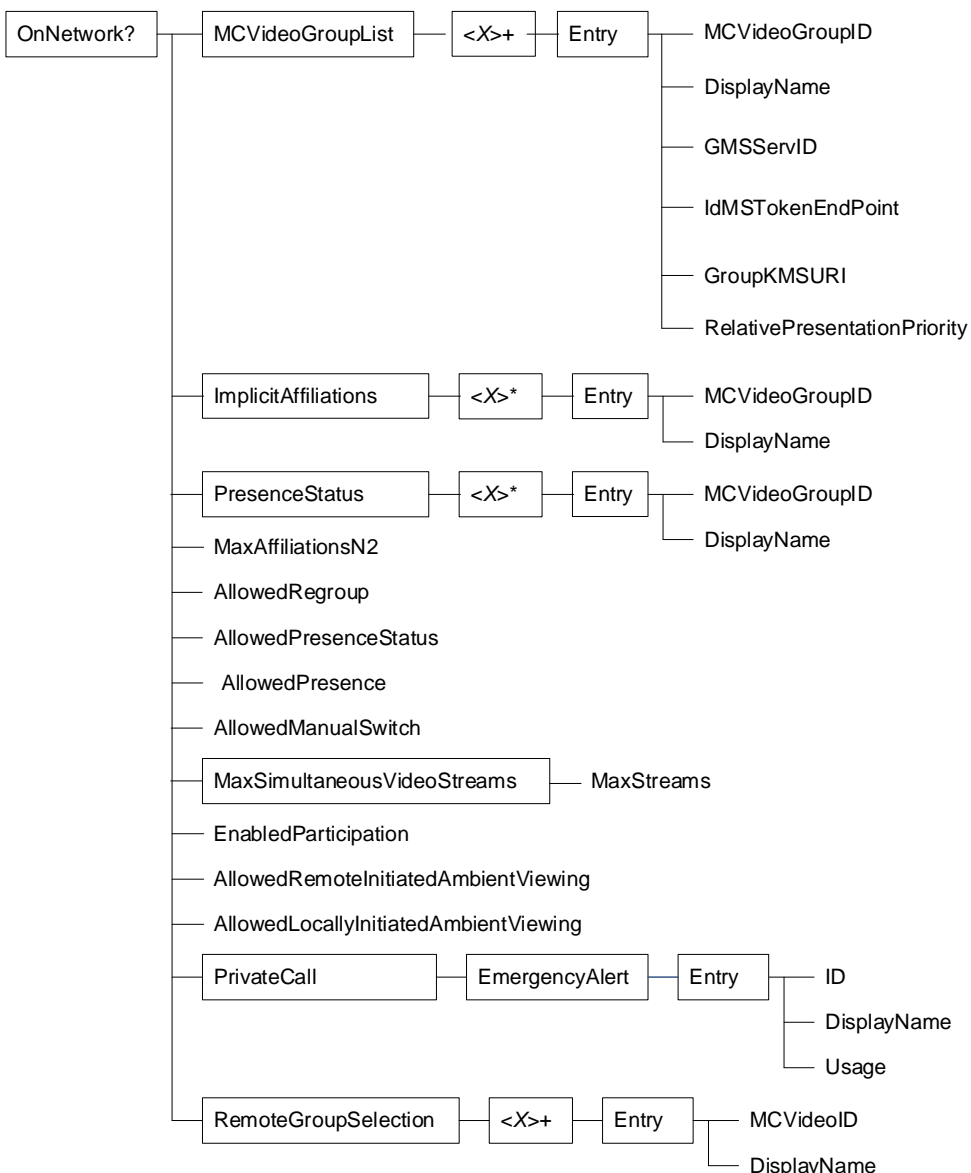 OnNetwork?
MCVideoGroupList
<X>+
Entry
MCVideoGroupID
DisplayName
GMSServID
IdMSTokenEndPoint
GroupKMSURI
RelativePresentationPriority
ImplicitAffiliations
<X>*
Entry
MCVideoGroupID
DisplayName
PresenceStatus
<X>*
Entry
MCVideoGroupID
DisplayName
MaxAffiliationsN2
AllowedRegroup
AllowedPresenceStatus
AllowedPresence
AllowedManualSwitch
MaxSimultaneousVideoStreams
MaxStreams
EnabledParticipation
AllowedRemoteInitiatedAmbientViewing
AllowedLocallyInitiatedAmbientViewing
PrivateCall
EmergencyAlert
Entry
ID
DisplayName
Usage
RemoteGroupSelection
<X>+
Entry
MCVideoID
DisplayName